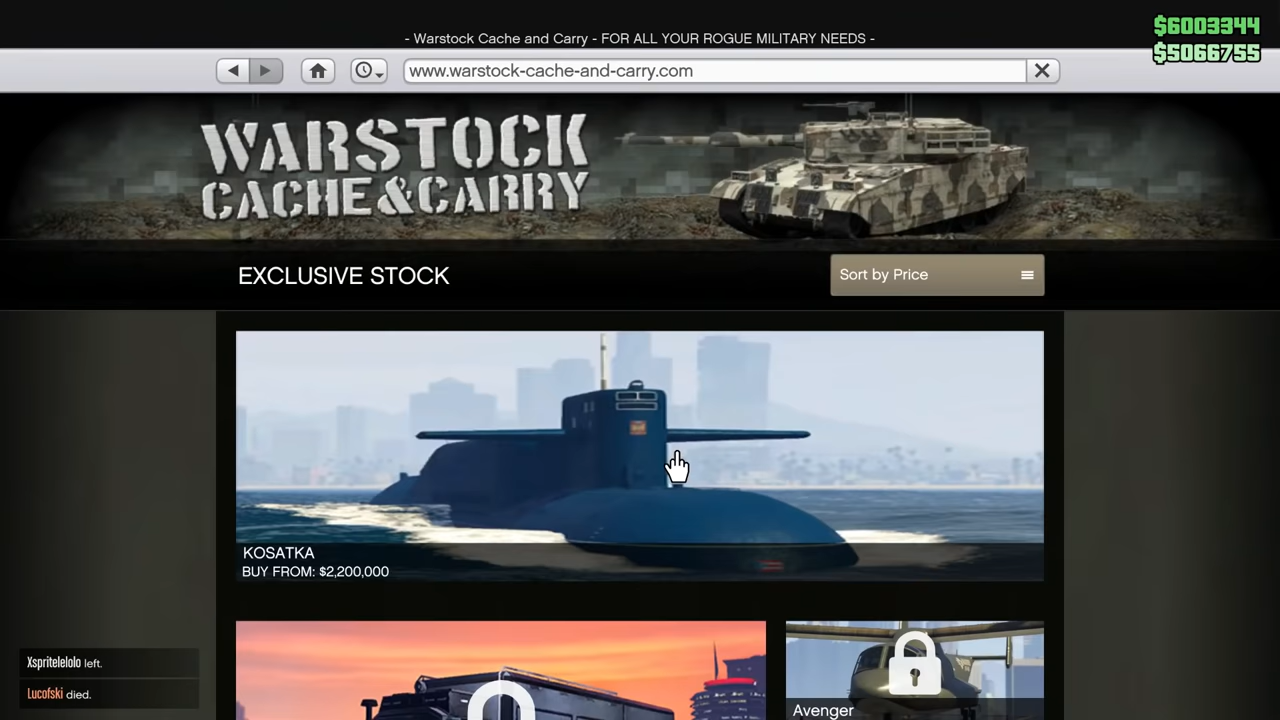 - Warstock Cache and Carry - FOR ALL YOUR ROGUE MILITARY NEEDS -
$6003344
$5066755
www.warstock-cache-and-carry.com
WARSTOCK
CACHE&CARRY
EXCLUSIVE STOCK
Sort by Price
KOSATKA
BUY FROM: $2,200,000
Xspritelelolo left.
Lucofski died.
Avenger